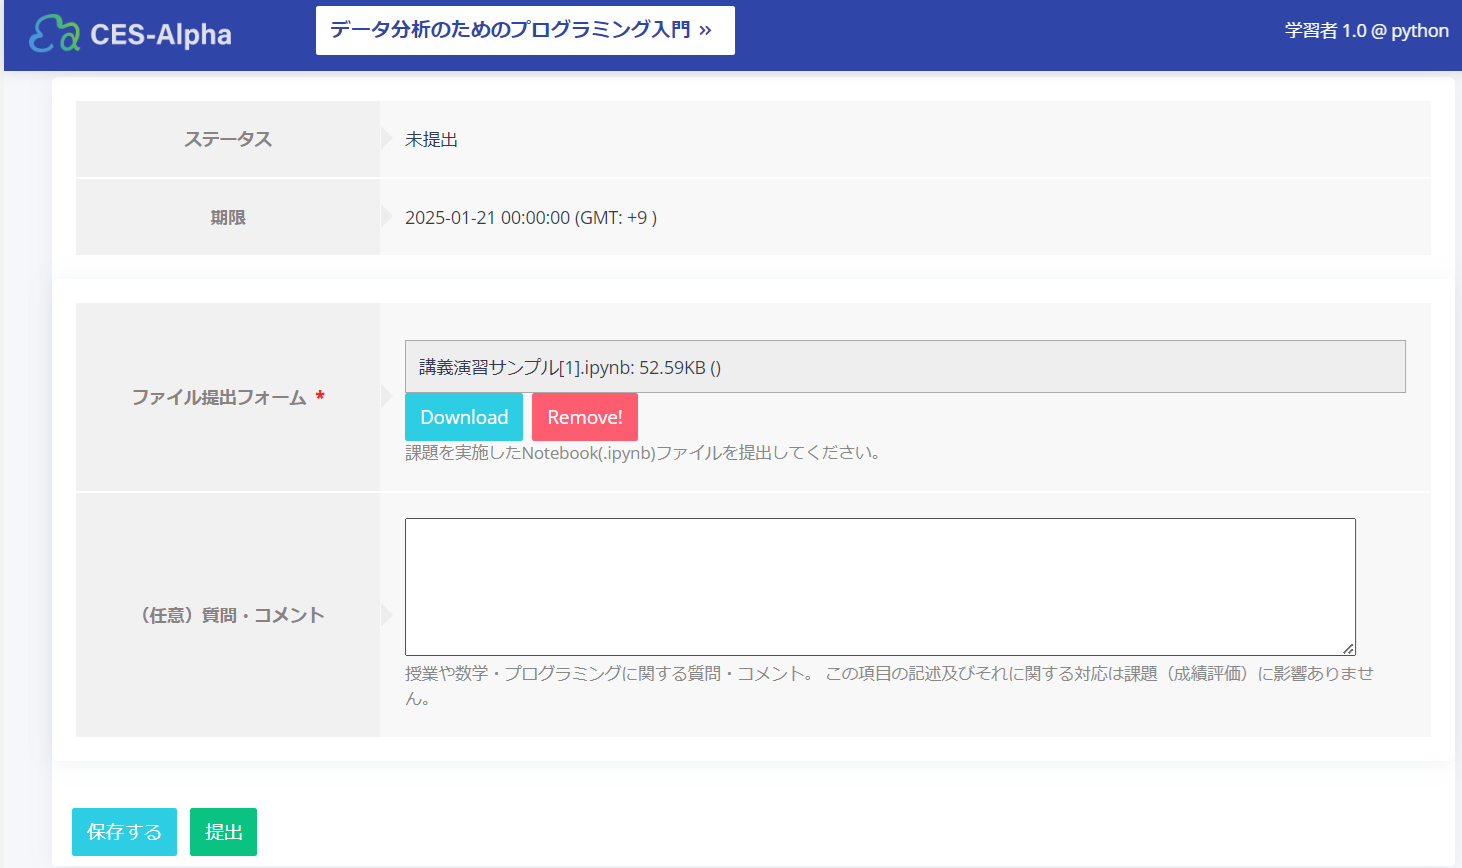 CES-Alpha
データ分析のためのプログラミング入門 »
学習者 1.0 @ python
ステータス
未提出
期限
2025-01-21 00:00:00 (GMT: +9 )
ファイル提出フォーム *
講義演習サンプル[1].ipynb: 52.59KB ()
Download
Remove!
課題を実施したNotebook(.ipynb)ファイルを提出してください。
（任意）質問・コメント
授業や数学・プログラミングに関する質問・コメント。 この項目の記述及びそれに関する対応は課題（成績評価）に影響ありませ
ん。
保存する
提出